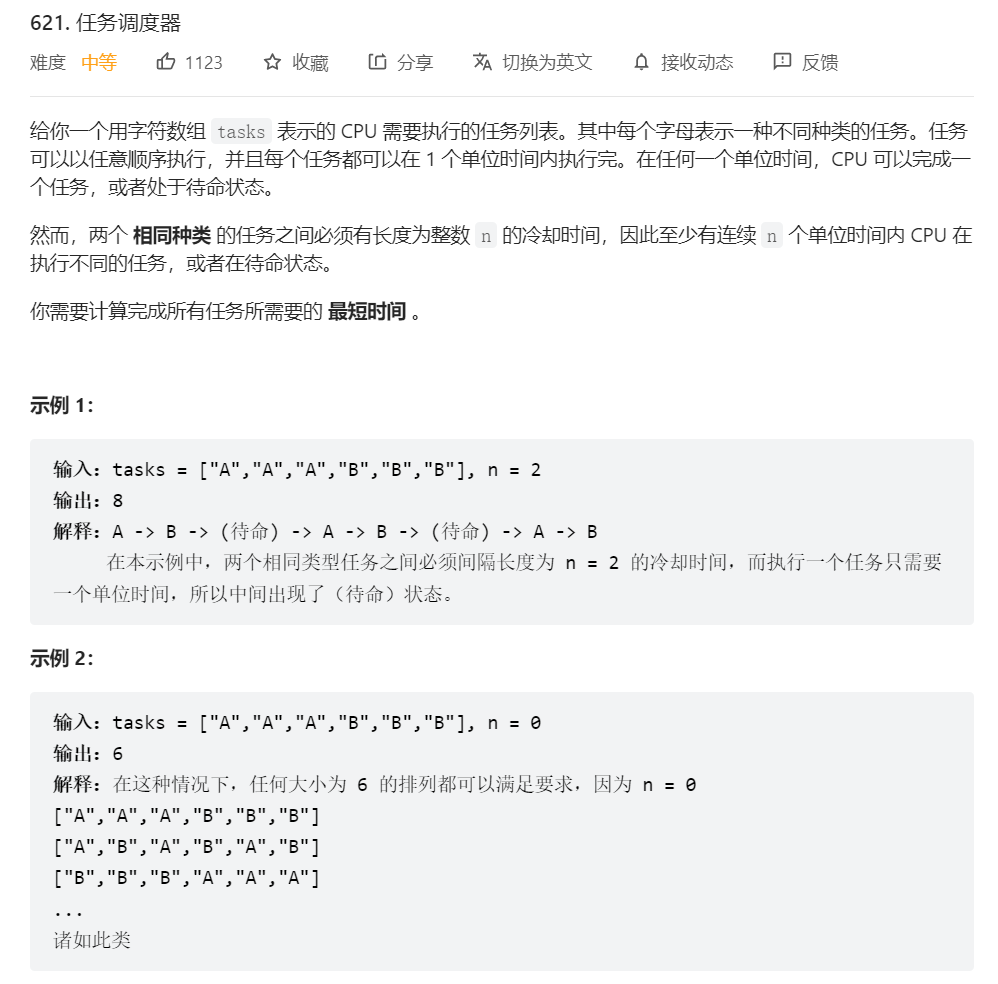 621. 任务调度器
难度 中等 1123 收藏 分享 切换为英文 接收动态 反馈
给你一个用字符数组 tasks 表示的 CPU 需要执行的任务列表。其中每个字母表示一种不同种类的任务。任务
可以以任意顺序执行，并且每个任务都可以在 1 个单位时间内执行完。在任何一个单位时间，CPU 可以完成一
个任务，或者处于待命状态。
然而，两个 相同种类 的任务之间必须有长度为整数 n 的冷却时间，因此至少有连续 n 个单位时间内 CPU 在
执行不同的任务，或者在待命状态。
你需要计算完成所有任务所需要的 最短时间 。
示例 1：
输入：tasks = ["A","A","A","B","B","B"], n = 2
输出：8
解释：A -> B -> (待命) -> A -> B -> (待命) -> A -> B
在本示例中，两个相同类型任务之间必须间隔长度为 n = 2 的冷却时间，而执行一个任务只需要
一个单位时间，所以中间出现了（待命）状态。
示例 2：
输入：tasks = ["A","A","A","B","B","B"], n = 0
输出：6
解释：在这种情况下，任何大小为 6 的排列都可以满足要求，因为 n = 0
["A","A","A","B","B","B"]
["A","B","A","B","A","B"]
["B","B","B","A","A","A"]
...
诸如此类